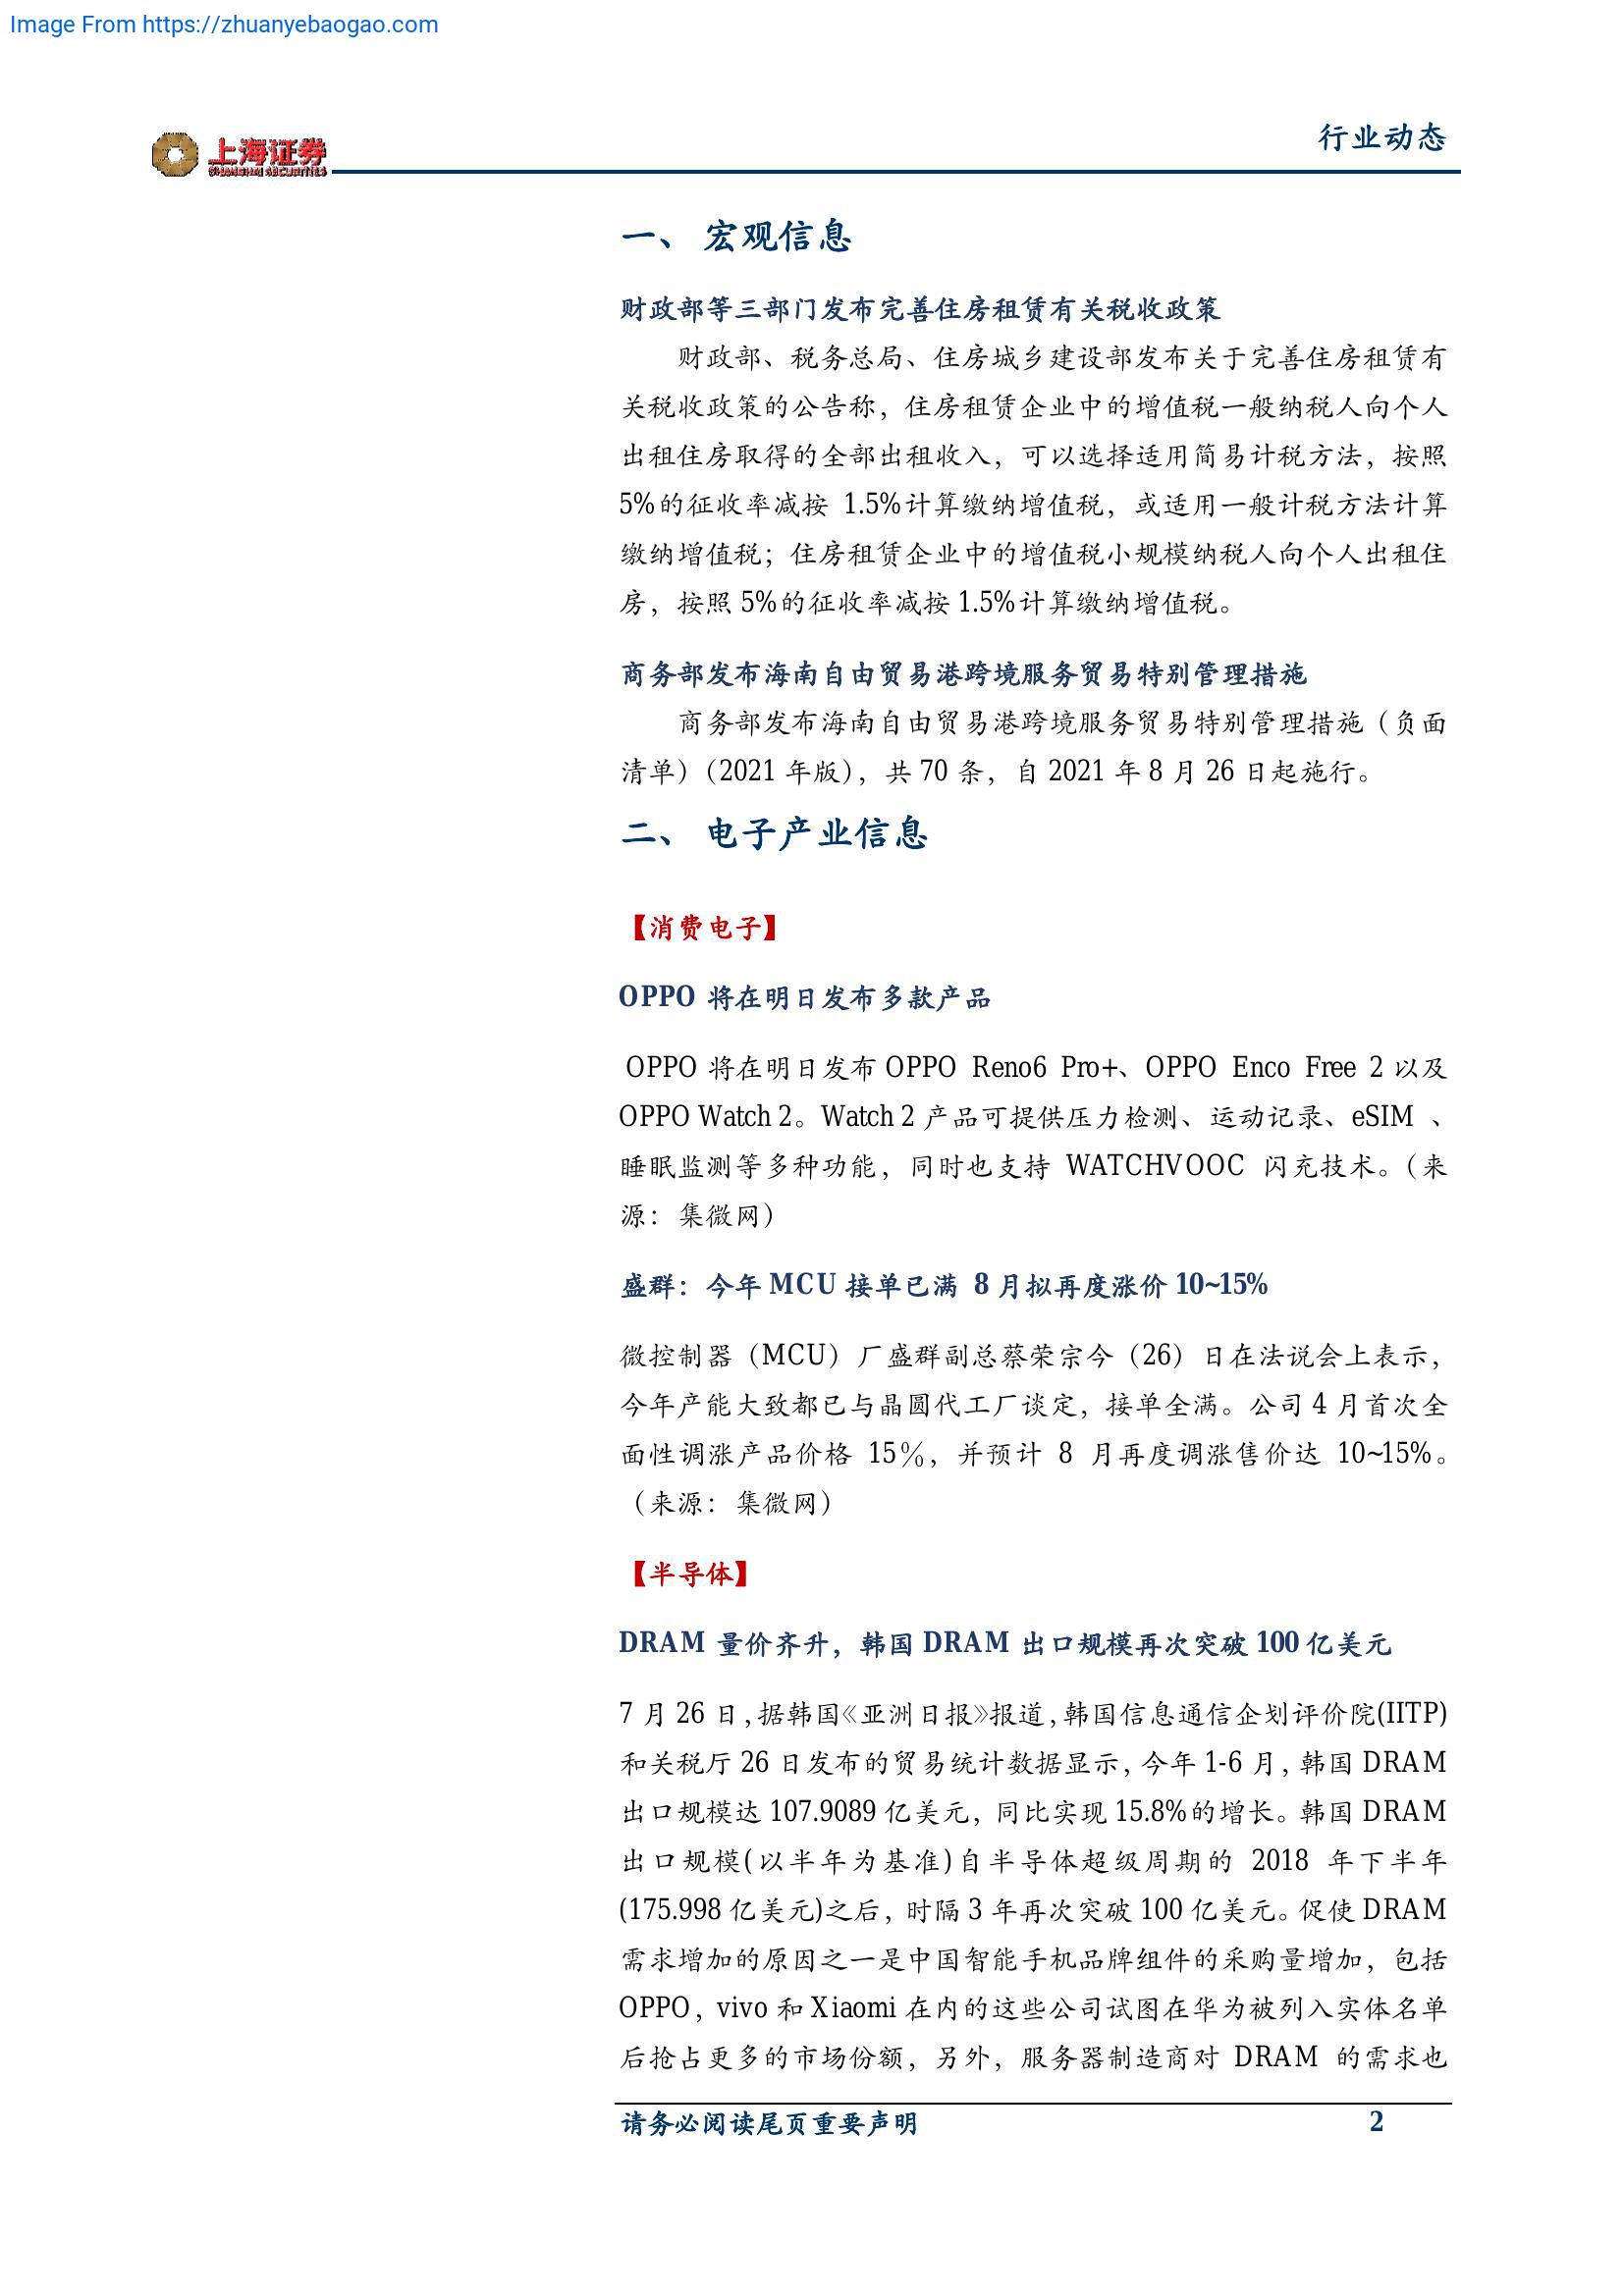 Image From https://zhuanyebaogao.com
上海证券
SHANGHAI SECURITIES
行业动态
一、 宏观信息
财政部等三部门发布完善住房租赁有关税收政策
财政部、税务总局、住房城乡建设部发布关于完善住房租赁有
关税收政策的公告称，住房租赁企业中的增值税一般纳税人向个人
出租住房取得的全部出租收入，可以选择适用简易计税方法，按照
5%的征收率减按 1.5%计算缴纳增值税，或适用一般计税方法计算
缴纳增值税；住房租赁企业中的增值税小规模纳税人向个人出租住
房，按照 5%的征收率减按 1.5%计算缴纳增值税。
商务部发布海南自由贸易港跨境服务贸易特别管理措施
商务部发布海南自由贸易港跨境服务贸易特别管理措施（负面
清单）（2021 年版），共 70 条，自 2021 年 8 月 26 日起施行。
二、 电子产业信息
【消费电子】
OPPO 将在明日发布多款产品
OPPO 将在明日发布 OPPO Reno6 Pro+、OPPO Enco Free 2 以及
OPPO Watch 2。Watch 2 产品可提供压力检测、运动记录、eSIM 、
睡眠监测等多种功能，同时也支持 WATCHVOOC 闪充技术。（来
源：集微网）
盛群：今年 MCU 接单已满 8 月拟再度涨价 10~15%
微控制器（MCU）厂盛群副总蔡荣宗今（26）日在法说会上表示，
今年产能大致都已与晶圆代工厂谈定，接单全满。公司 4 月首次全
面性调涨产品价格 15％，并预计 8 月再度调涨售价达 10~15%。
（来源：集微网）
【半导体】
DRAM 量价齐升，韩国 DRAM 出口规模再次突破 100 亿美元
7 月 26 日，据韩国《亚洲日报》报道，韩国信息通信企划评价院(IITP)
和关税厅 26 日发布的贸易统计数据显示，今年 1-6 月，韩国 DRAM
出口规模达 107.9089 亿美元，同比实现 15.8%的增长。韩国 DRAM
出口规模(以半年为基准)自半导体超级周期的 2018 年下半年
(175.998 亿美元)之后，时隔 3 年再次突破 100 亿美元。促使 DRAM
需求增加的原因之一是中国智能手机品牌组件的采购量增加，包括
OPPO，vivo 和 Xiaomi 在内的这些公司试图在华为被列入实体名单
后抢占更多的市场份额，另外，服务器制造商对 DRAM 的需求也
请务必阅读尾页重要声明 2